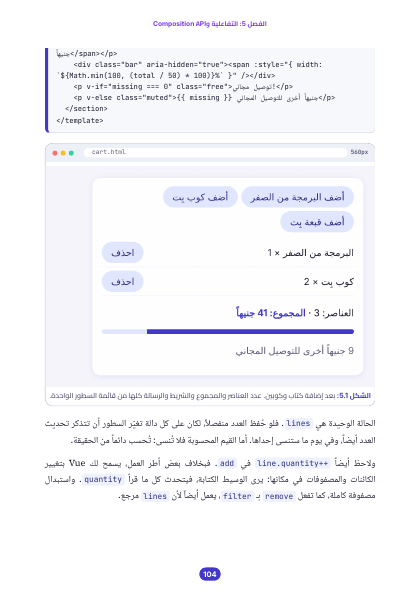 الفصل 5: التفاعلية وComposition API
جنيهاً</span></p>
<div class="bar" aria-hidden="true"><span :style="{ width:
`${Math.min(100, (total / 50) * 100)}%` }" /></div>
<p v-if="missing === 0" class="free">توصيل مجاني!</p>
<p v-else class="muted">{{ missing }} جنيهاً أخرى للتوصيل المجاني</p>
</section>
</template>
cart.html
560px
أضف البرمجة من الصفر أضف كوب بِت
أضف قبعة بِت
البرمجة من الصفر × 1 احذف
كوب بِت × 2 احذف
العناصر: 3 · المجموع: 41 جنيهاً
9 جنيهاً أخرى للتوصيل المجاني
الشكل 5.1: بعد إضافة كتاب وكوبين. عدد العناصر والمجموع والشريط والرسالة كلها من قائمة السطور الواحدة.
الحالة الوحيدة هي lines. فلو حُفظ العدد منفصلاً، لكان على كل دالة تغيّر السطور أن تتذكر تحديث
العدد أيضاً، وفي يوم ما ستنسى إحداها. أما القيم المحسوبة فلا تُنسى: تُحسب دائماً من الحقيقة.
ولاحظ أيضاً line.quantity++ في add. فبخلاف بعض أطر العمل، يسمح لك Vue بتغيير
الكائنات والمصفوفات في مكانها: يرى الوسيط الكتابة، فيتحدث كل ما قرأ quantity. واستبدال
مصفوفة كاملة، كما تفعل remove بـ filter، يعمل أيضاً لأن lines مرجع.
104